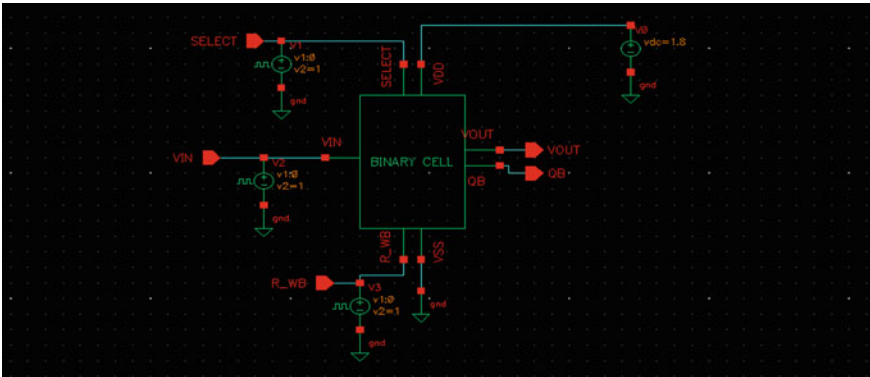 SELECT
V1
v1:0
v2=1
gnd
SELECT
VDD
V0
vdc=1.8
gnd
VIN
V2
v1:0
v2=1
gnd
VIN
BINARY CELL
VOUT
QB
VOUT
QB
R_WB
VSS
gnd
R_WB
V3
v1:0
v2=1
gnd